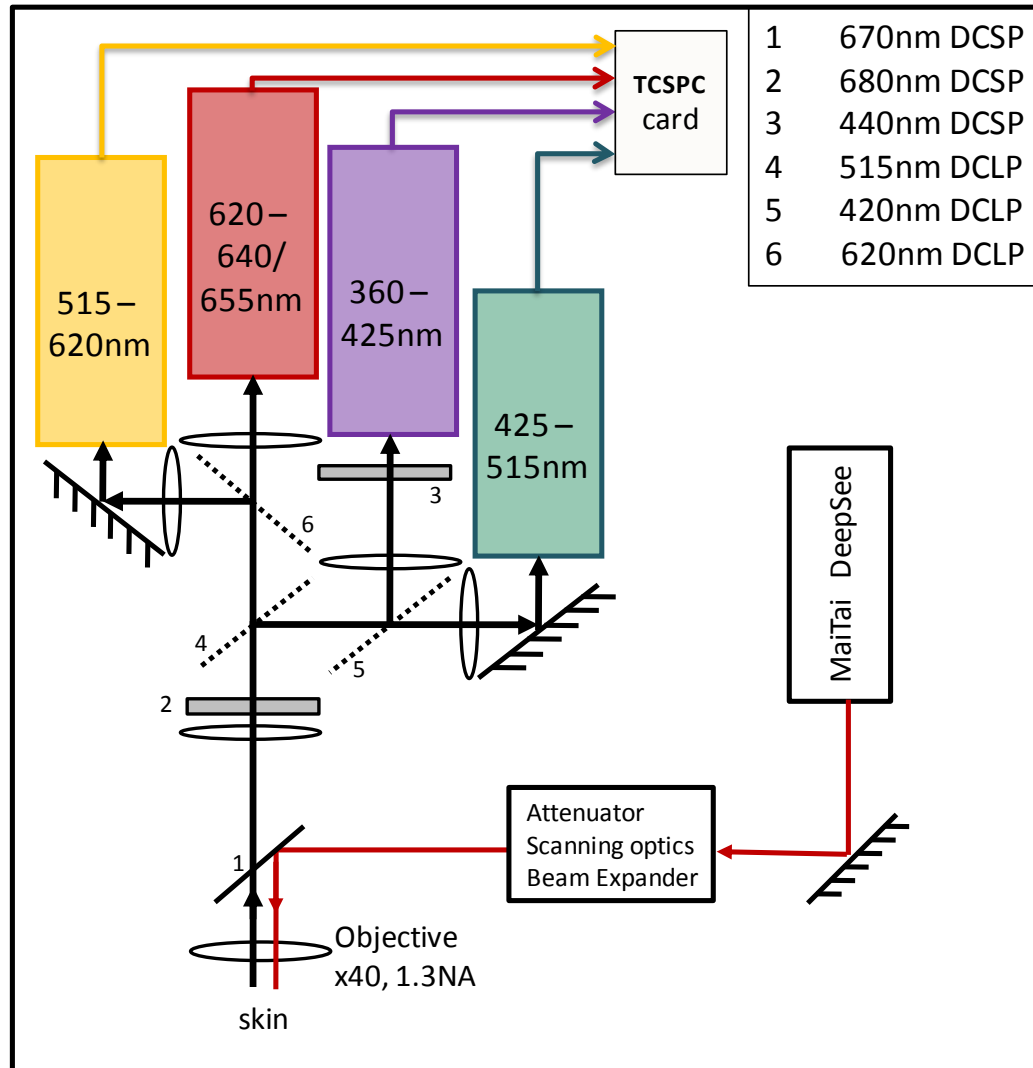 1 670nm DCSP
2 680nm DCSP
3 440nm DCSP
4 515nm DCLP
5 420nm DCLP
6 620nm DCLP
TCSPC
card
515–
620nm
620–
640/
655nm
360–
425nm
425–
515nm
3
6
4
5
2
1
MaiTai DeepSee
Attenuator
Scanning optics
Beam Expander
Objective
x40, 1.3NA
skin